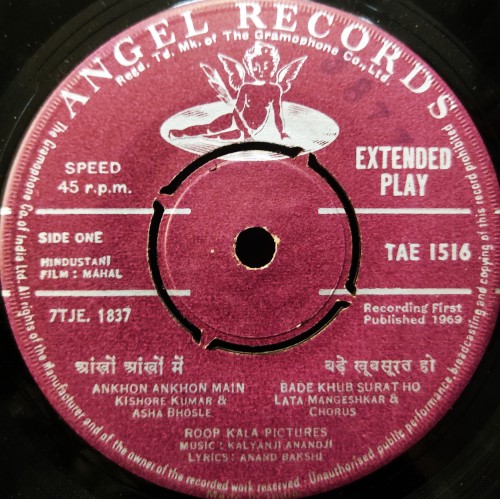 ANGEL RECORDS
Regd. Td. Mk. of The Gramophone Co., Ltd.
SPEED
45 r.p.m.
EXTENDED
PLAY
SIDE ONE
HINDUSTANI
FILM : MAHAL
TAE 1516
7TJE. 1837
Recording First
Published 1969
आंखों आंखों में
ANKHON ANKHON MAIN
KISHORE KUMAR &
ASHA BHOSLE
बड़े खूबसूरत हो
BADE KHUB SURAT HO
LATA MANGESHKAR &
CHORUS
ROOP KALA PICTURES
MUSIC : KALYANJI ANANDJI
LYRICS : ANAND BAKSHI
The Gramophone Co. of India Ltd. All rights of the manufacturer and of the owner of the recorded work reserved. Unauthorised public performance, broadcasting and copying of this record prohibited